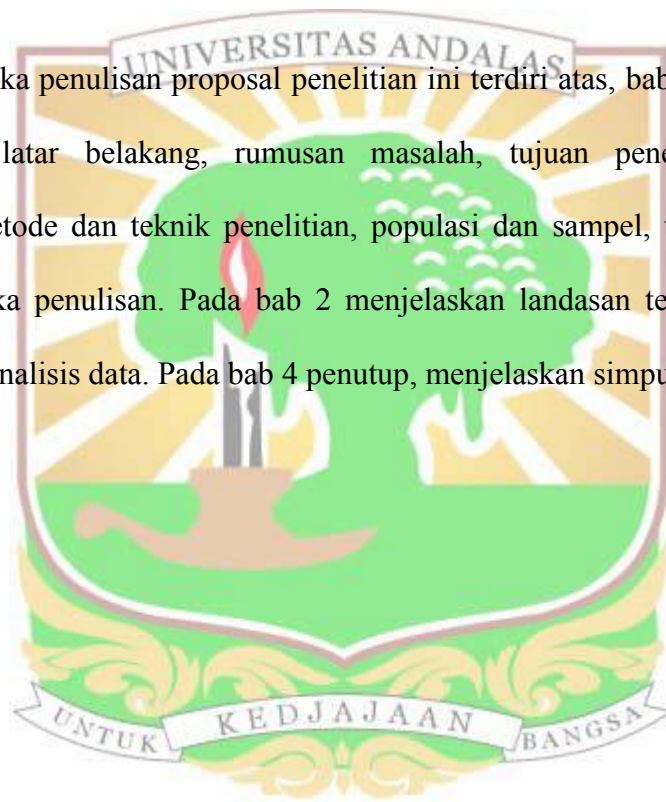 UNIVERSITAS ANDALAS
ka penulisan proposal penelitian ini terdiri atas, bab
latar belakang, rumusan masalah, tujuan pene
etode dan teknik penelitian, populasi dan sampel,
ka penulisan. Pada bab 2 menjelaskan landasan te
nalisis data. Pada bab 4 penutup, menjelaskan simpu
UNTUK KEDJAJAAN BANGSA